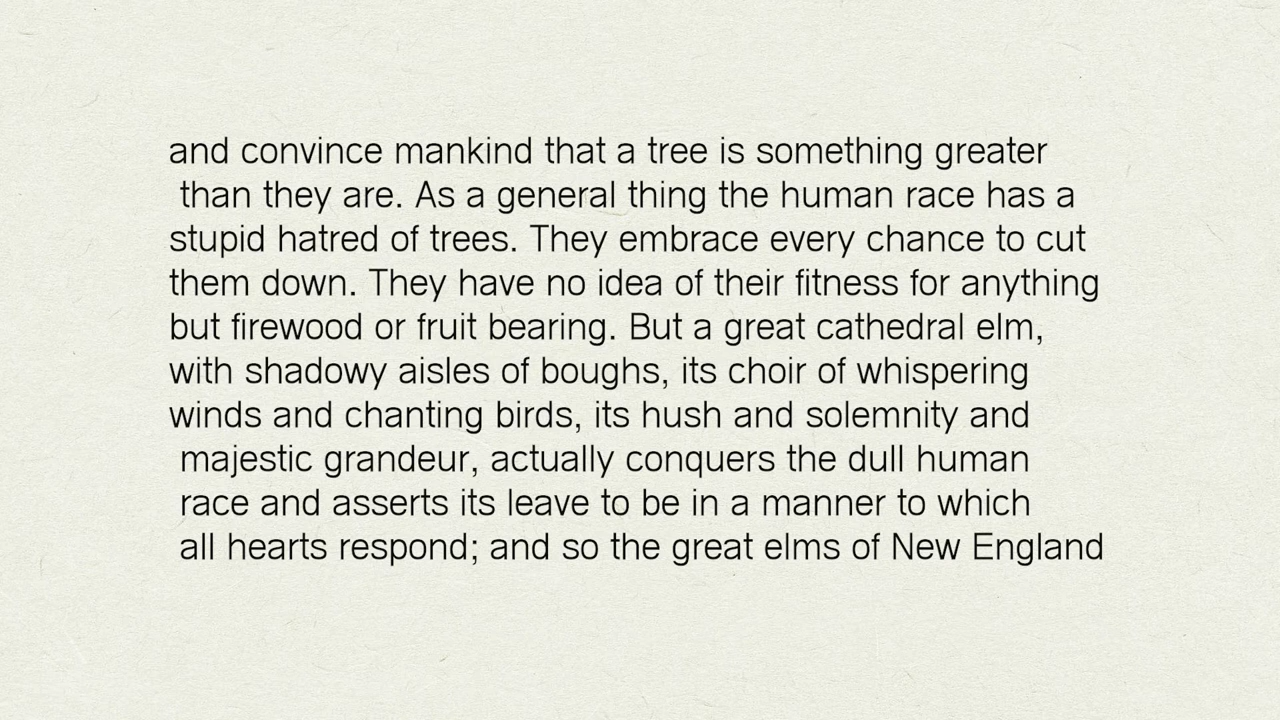 and convince mankind that a tree is something greater
than they are. As a general thing the human race has a
stupid hatred of trees. They embrace every chance to cut
them down. They have no idea of their fitness for anything
but firewood or fruit bearing. But a great cathedral elm,
with shadowy aisles of boughs, its choir of whispering
winds and chanting birds, its hush and solemnity and
majestic grandeur, actually conquers the dull human
race and asserts its leave to be in a manner to which
all hearts respond; and so the great elms of New England